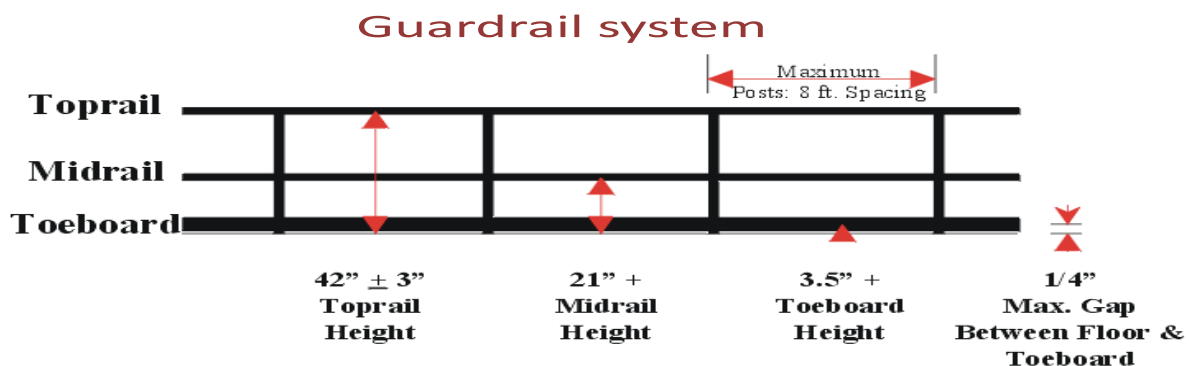 Guardrail system
Maximum
Posts: 8 ft. Spacing
Toprail
Midrail
Toeboard
42” ± 3”
Toprail
Height
21” +
Midrail
Height
3.5” +
Toeboard
Height
1/4”
Max. Gap
Between Floor &
Toeboard